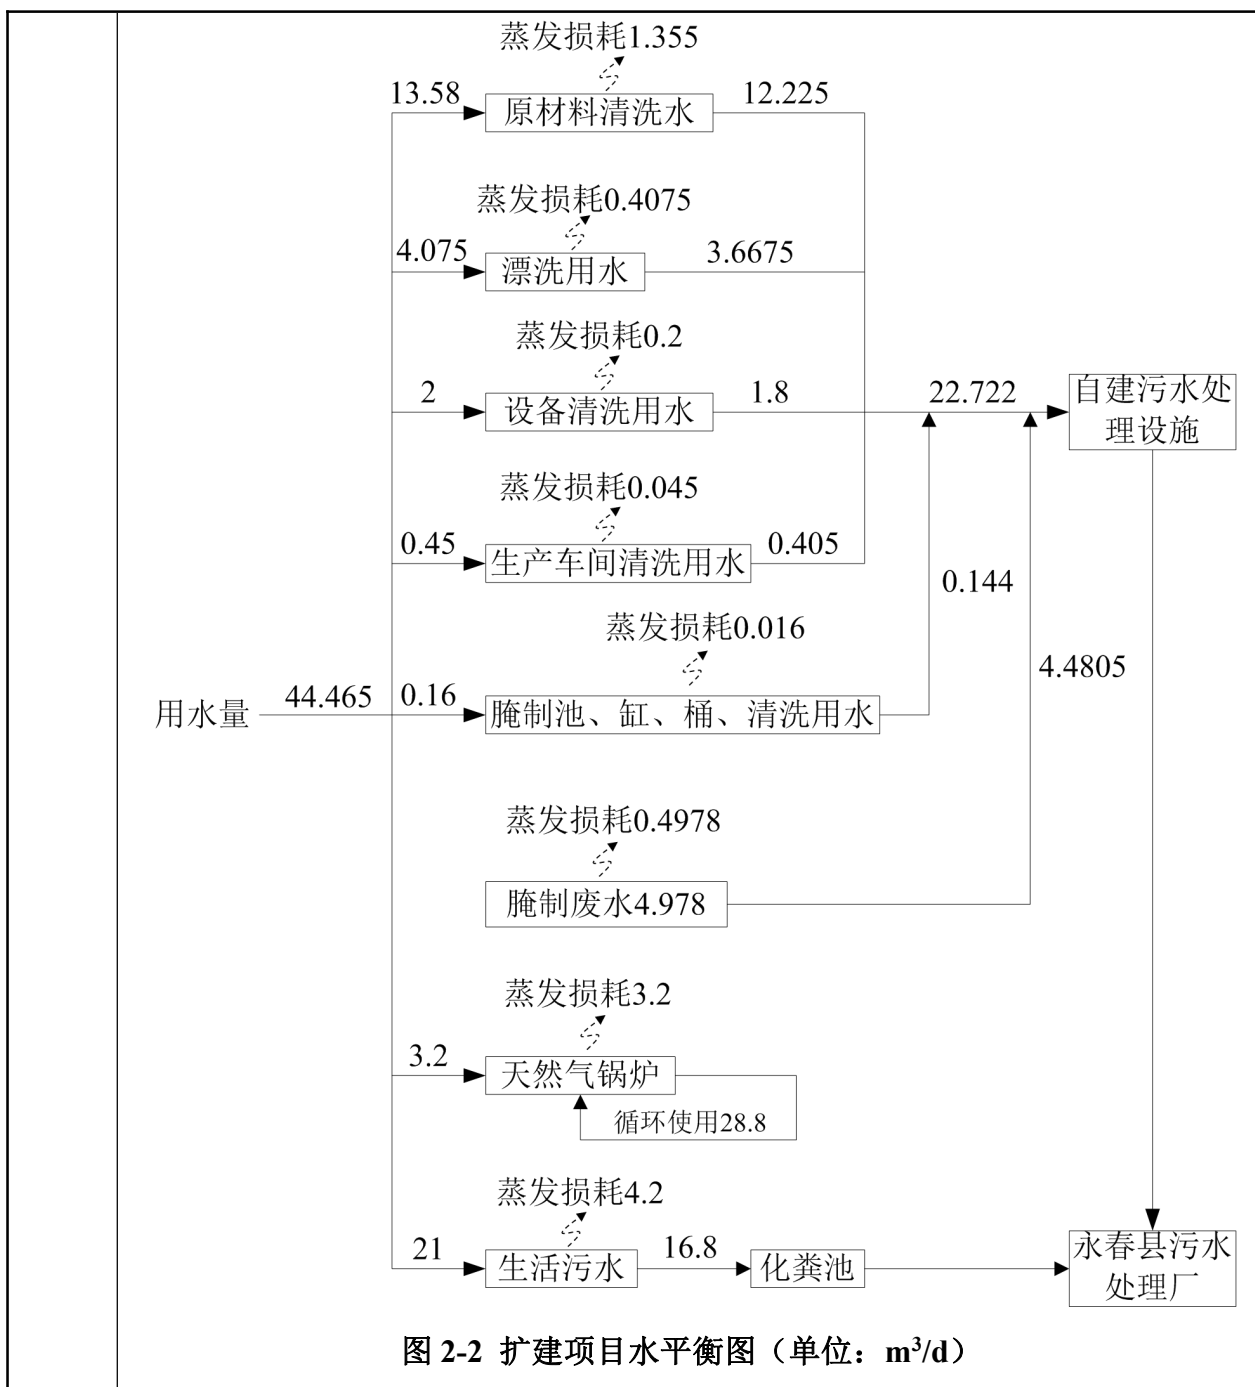 蒸发损耗1.355
13.58
原材料清洗水
12.225
蒸发损耗0.4075
4.075
漂洗用水
3.6675
蒸发损耗0.2
2
设备清洗用水
1.8
22.722
自建污水处
理设施
蒸发损耗0.045
0.45
生产车间清洗用水
0.405
0.144
蒸发损耗0.016
4.4805
用水量
44.465
0.16
腌制池、缸、桶、清洗用水
蒸发损耗0.4978
腌制废水4.978
蒸发损耗3.2
3.2
天然气锅炉
循环使用28.8
蒸发损耗4.2
21
生活污水
16.8
化粪池
永春县污水
处理厂
图 2-2 扩建项目水平衡图（单位：m³/d）